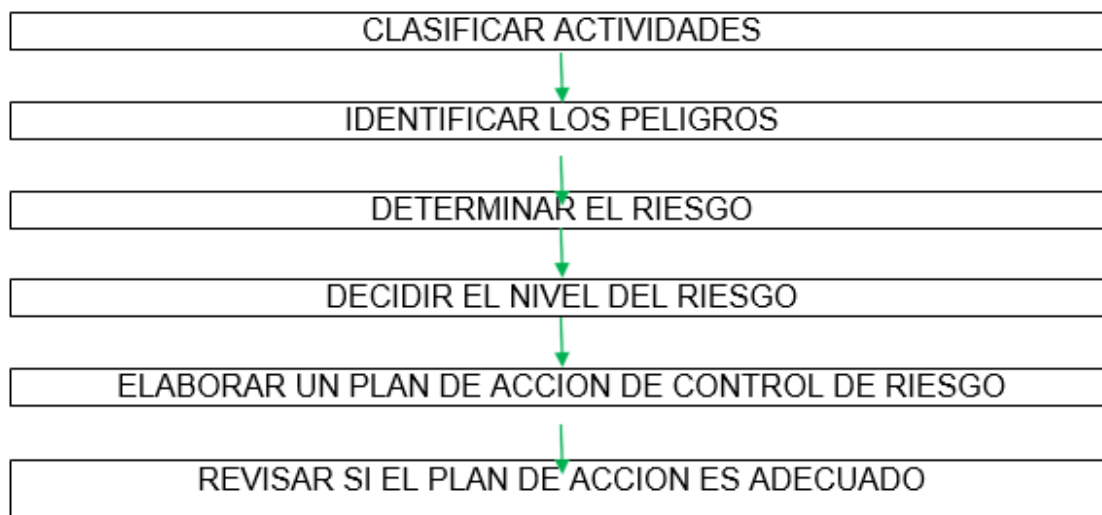 CLASIFICAR ACTIVIDADES
IDENTIFICAR LOS PELIGROS
DETERMINAR EL RIESGO
DECIDIR EL NIVEL DEL RIESGO
ELABORAR UN PLAN DE ACCION DE CONTROL DE RIESGO
REVISAR SI EL PLAN DE ACCION ES ADECUADO